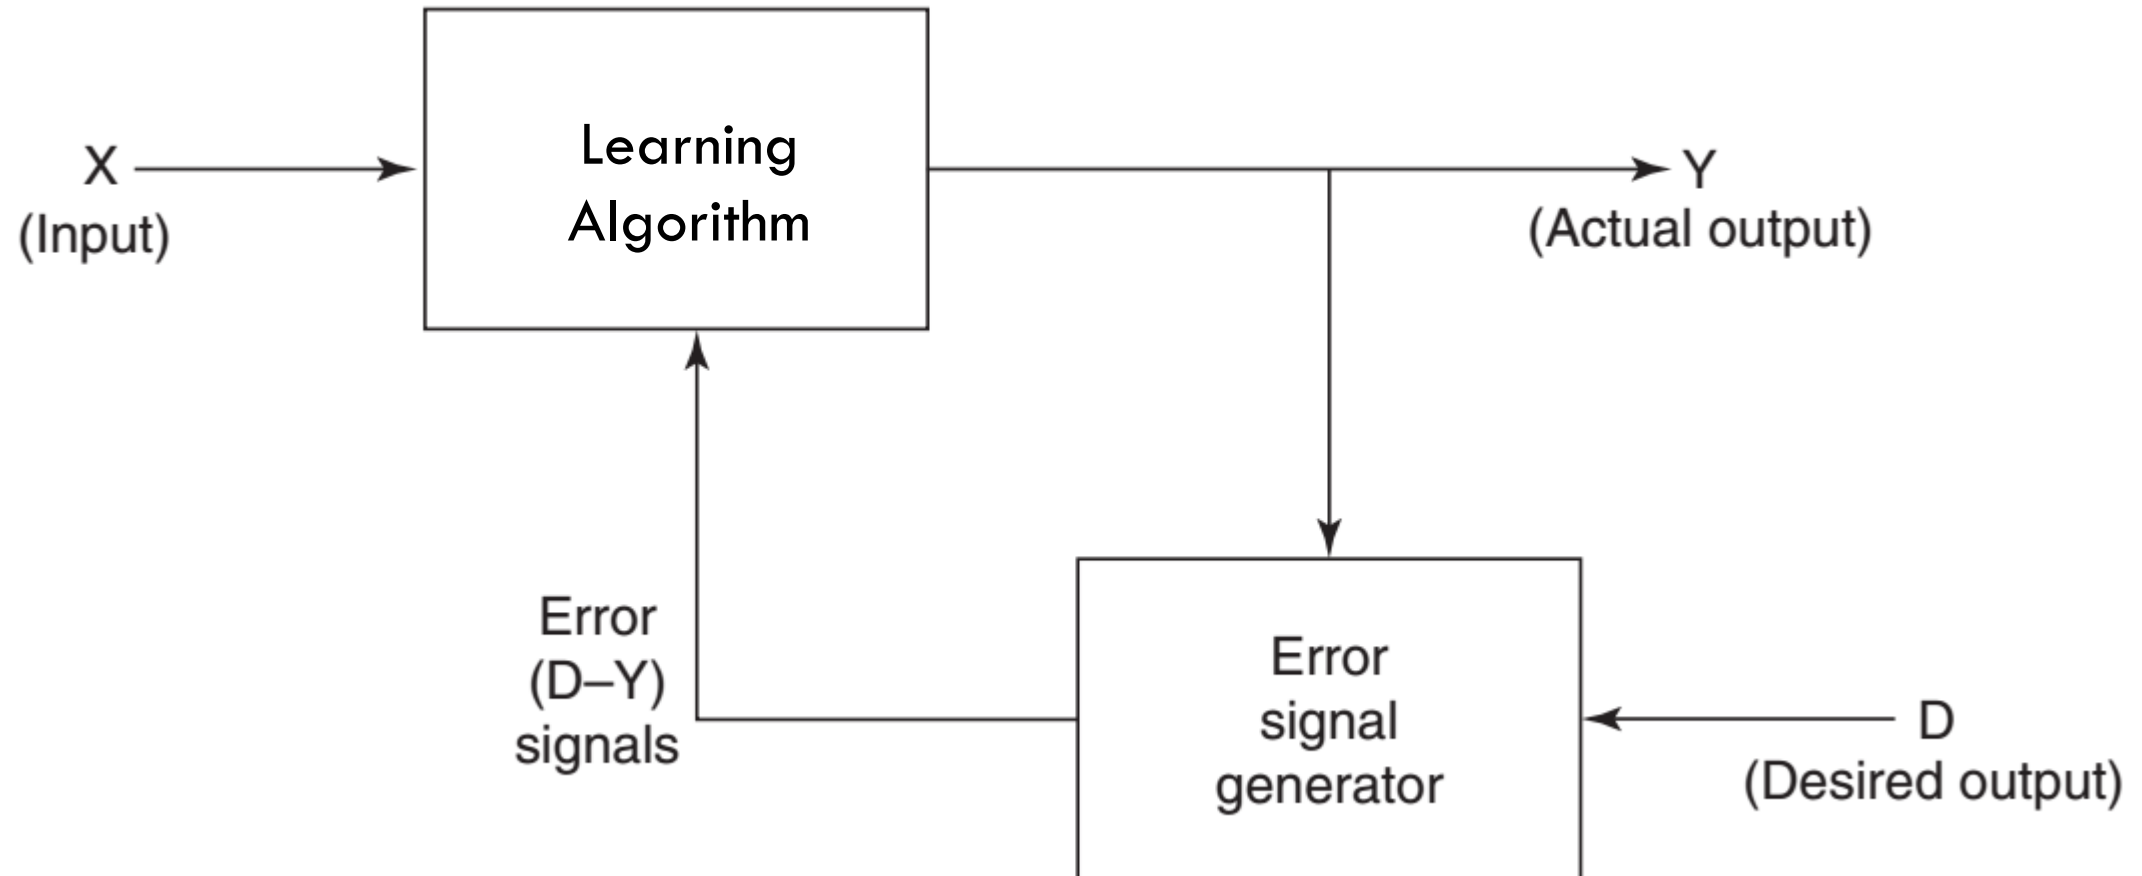 Learning
Algorithm
X
(Input)
Y
(Actual output)
Error
(D–Y)
signals
Error
signal
generator
D
(Desired output)